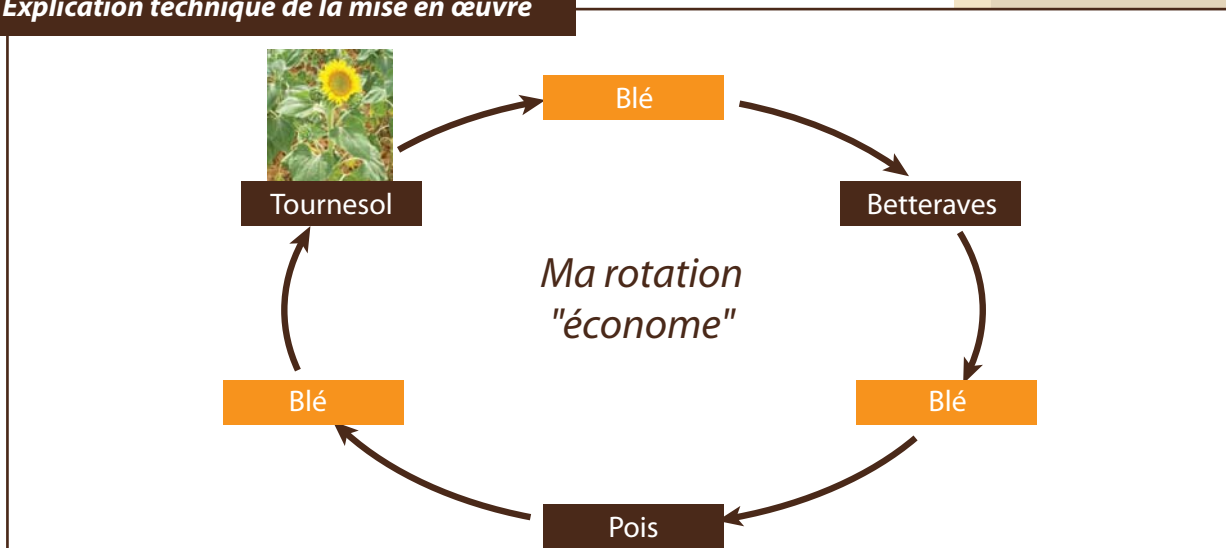 Explication technique de la mise en œuvre
Blé
Tournesol
Betteraves
Ma rotation
"économe"
Blé
Blé
Pois